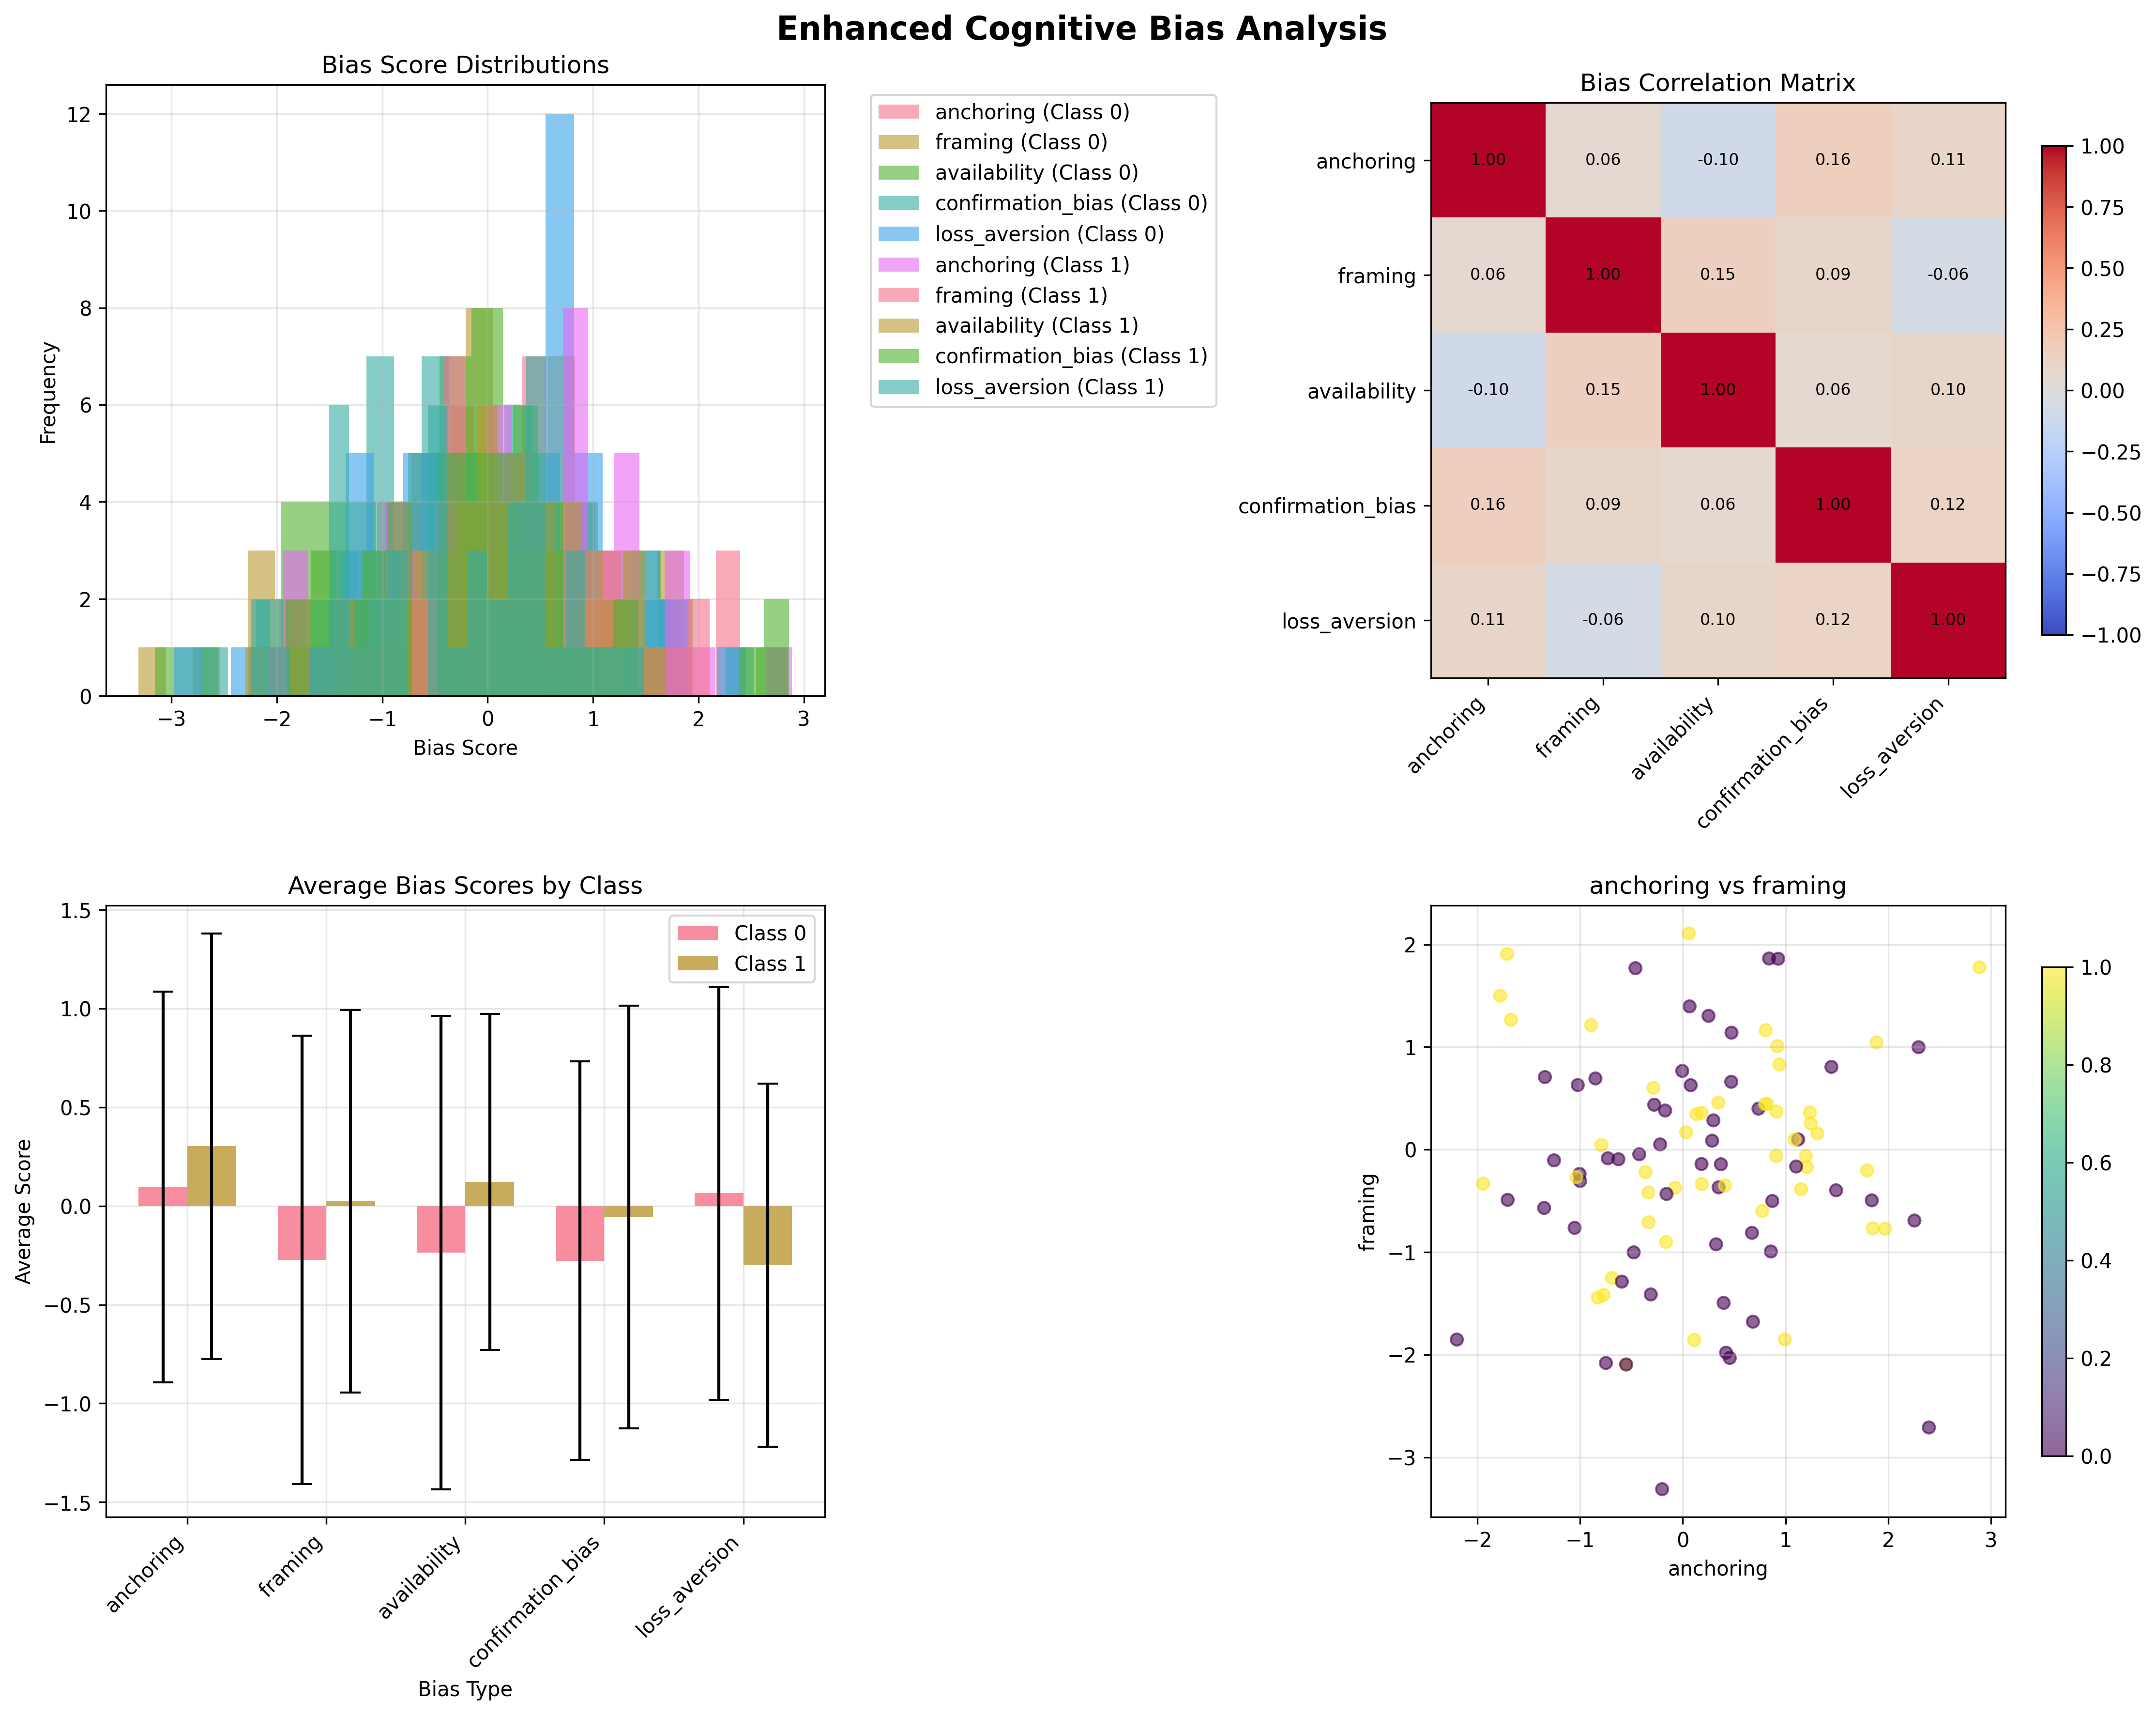 Enhanced Cognitive Bias Analysis
Bias Score Distributions
Frequency
12
10
8
6
4
2
0
−3 −2 −1 0 1 2 3
Bias Score
anchoring (Class 0)
framing (Class 0)
availability (Class 0)
confirmation_bias (Class 0)
loss_aversion (Class 0)
anchoring (Class 1)
framing (Class 1)
availability (Class 1)
confirmation_bias (Class 1)
loss_aversion (Class 1)
Bias Correlation Matrix
anchoring 1.00 0.06 -0.10 0.16 0.11
framing 0.06 1.00 0.15 0.09 -0.06
availability -0.10 0.15 1.00 0.06 0.10
confirmation_bias 0.16 0.09 0.06 1.00 0.12
loss_aversion 0.11 -0.06 0.10 0.12 1.00
anchoring framing availability confirmation_bias loss_aversion
1.00
0.75
0.50
0.25
0.00
−0.25
−0.50
−0.75
−1.00
Average Bias Scores by Class
Average Score
1.5
1.0
0.5
0.0
−0.5
−1.0
−1.5
Class 0
Class 1
anchoring framing availability confirmation_bias loss_aversion
Bias Type
anchoring vs framing
framing
2
1
0
−1
−2
−3
−2 −1 0 1 2 3
anchoring
1.0
0.8
0.6
0.4
0.2
0.0